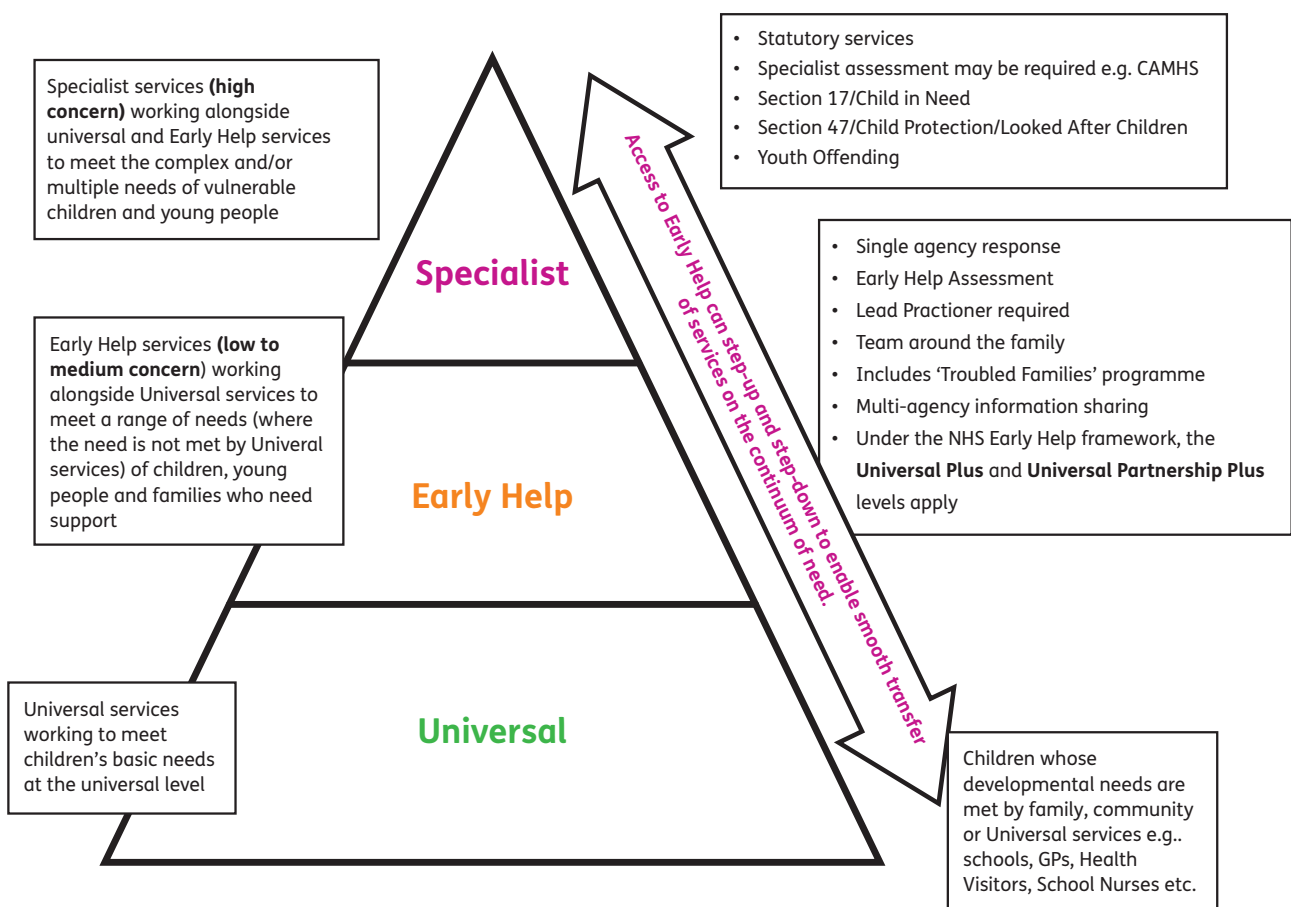 Specialist services (high
concern) working alongside
universal and Early Help services
to meet the complex and/or
multiple needs of vulnerable
children and young people
• Statutory services
• Specialist assessment may be required e.g. CAMHS
• Section 17/Child in Need
• Section 47/Child Protection/Looked After Children
• Youth Offending
Specialist
Access to Early Help can step-up and step-down to enable smooth transfer
of services on the continuum of need.
• Single agency response
• Early Help Assessment
• Lead Practitioner required
• Team around the family
• Includes ‘Troubled Families’ programme
• Multi-agency information sharing
• Under the NHS Early Help framework, the
Universal Plus and Universal Partnership Plus
levels apply
Early Help services (low to
medium concern) working
alongside Universal services to
meet a range of needs (where
the need is not met by Univeral
services) of children, young
people and families who need
support
Early Help
Universal services
working to meet
children’s basic needs
at the universal level
Universal
Children whose
developmental needs are
met by family, community
or Universal services e.g..
schools, GPs, Health
Visitors, School Nurses etc.